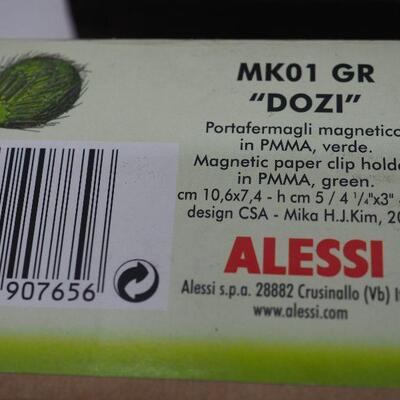 MK01 GR
“DOZI”
Portafermagli magnetico
in PMMA, verde.
Magnetic paper clip holde
in PMMA, green.
cm 10,6x7,4 - h cm 5 / 4 1/4"x3"
design CSA - Mika H.J.Kim, 20
ALESSI
Alessi s.p.a. 28882 Crusinallo (Vb) I
www.alessi.com
907656